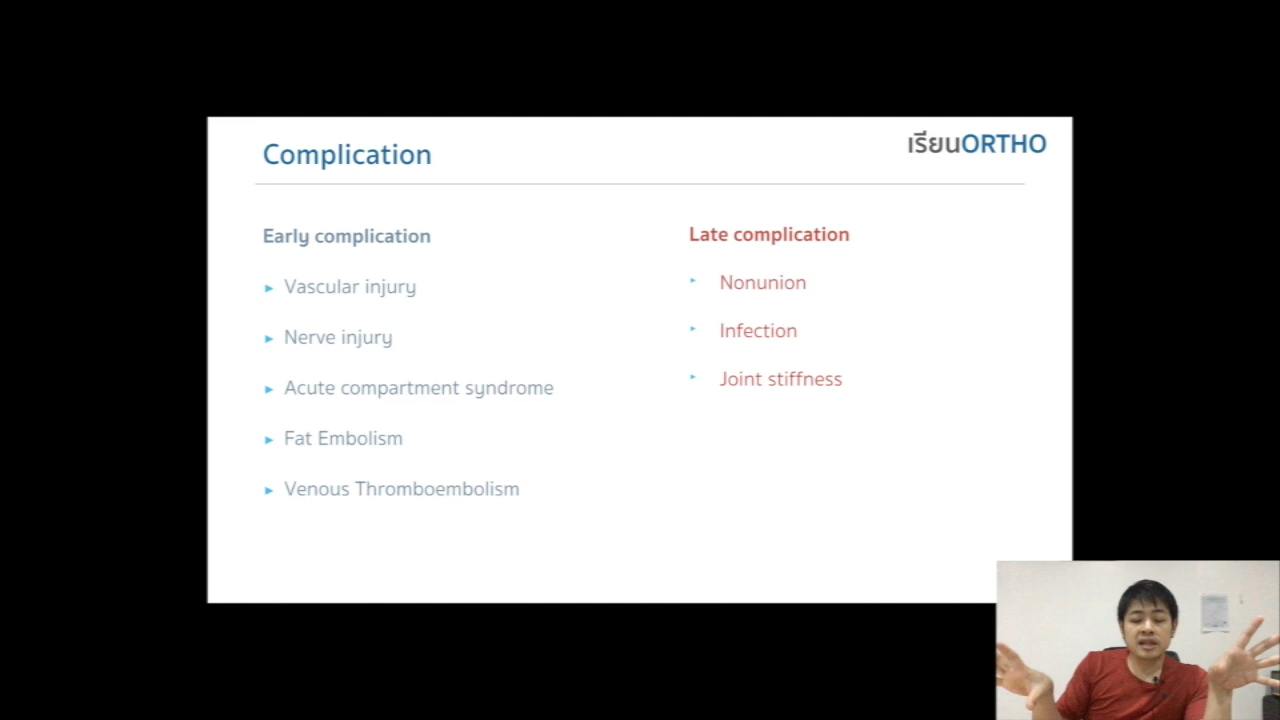 Complication
เรียนORTHO
Early complication
Vascular injury
Nerve injury
Acute compartment syndrome
Fat Embolism
Venous Thromboembolism
Late complication
Nonunion
Infection
Joint stiffness